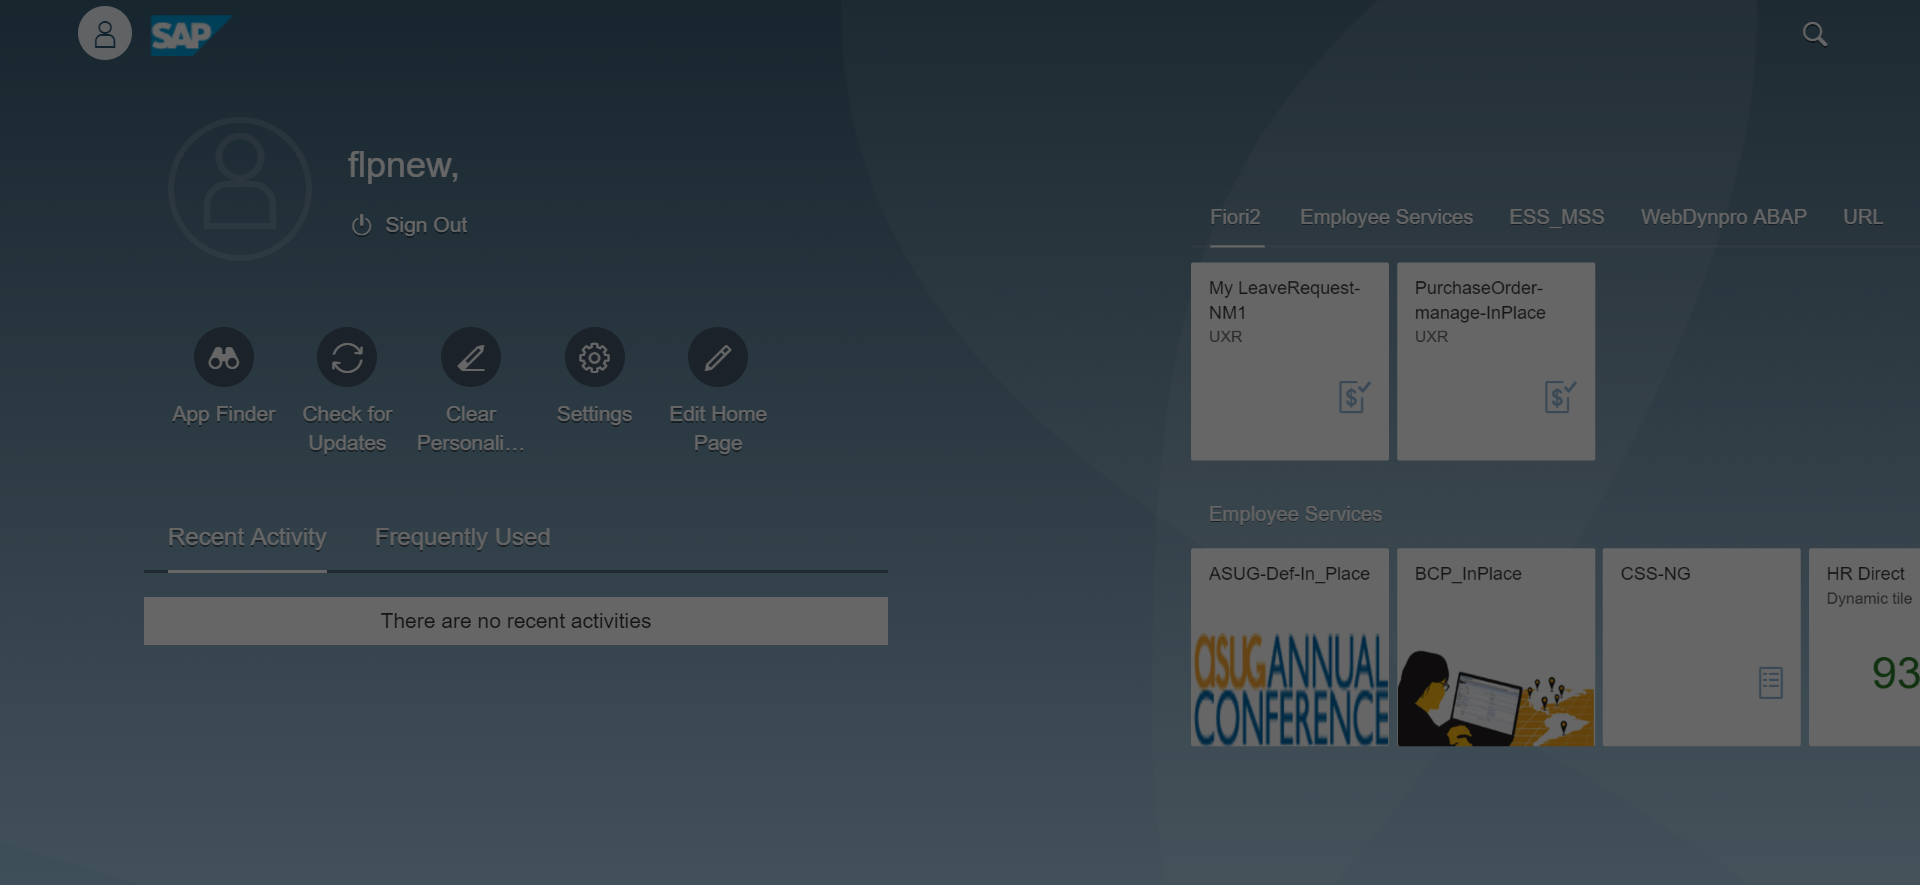 SAP
flpnew,
Sign Out
App Finder
Check for
Updates
Clear
Personali...
Settings
Edit Home
Page
Recent Activity
Frequently Used
There are no recent activities
Fiori2
Employee Services
ESS_MSS
WebDynpro ABAP
URL
My LeaveRequest-
NM1
UXR
PurchaseOrder-
manage-InPlace
UXR
Employee Services
ASUG-Def-In_Place
asug ANNUAL
CONFERENCE
BCP_InPlace
CSS-NG
HR Direct
Dynamic tile
93